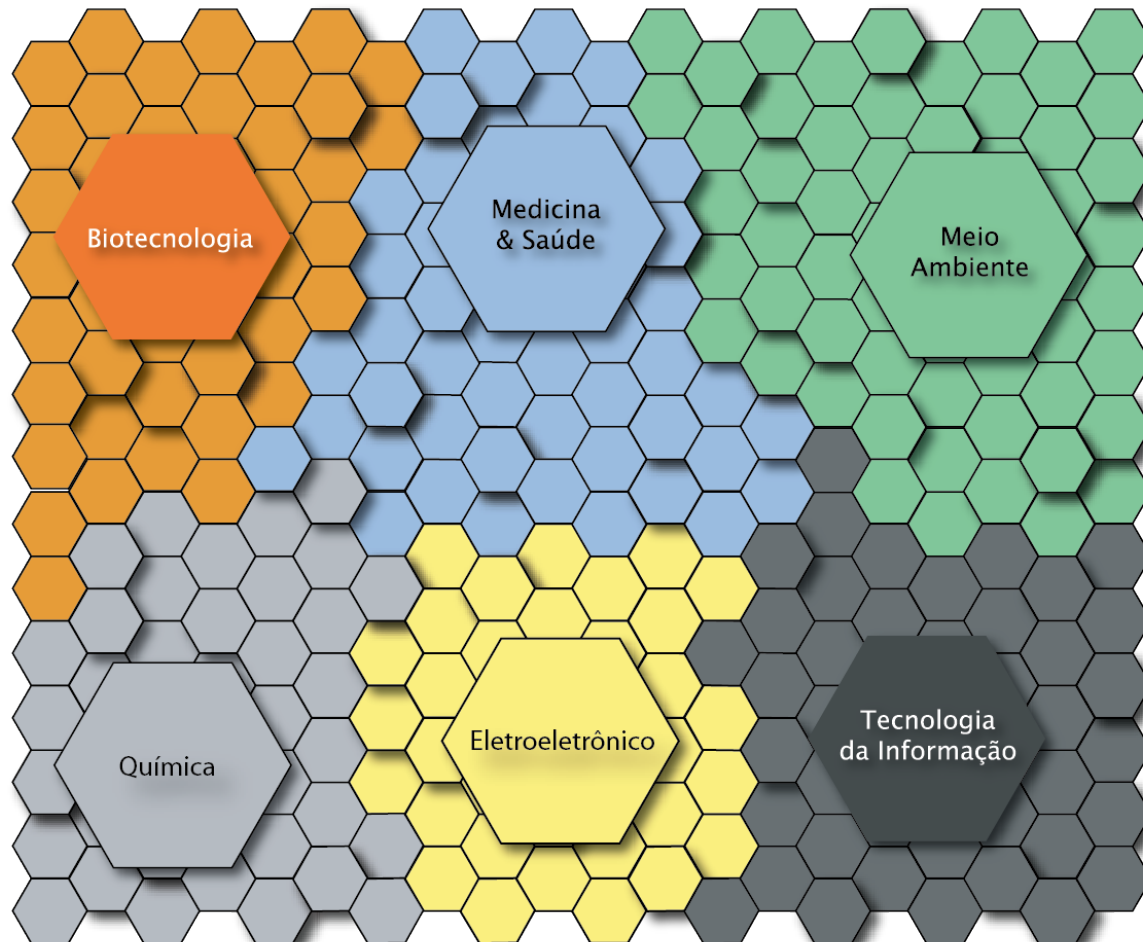 Biotecnologia
Medicina
& Saúde
Meio
Ambiente
Química
Eletroeletrônico
Tecnologia
da Informação